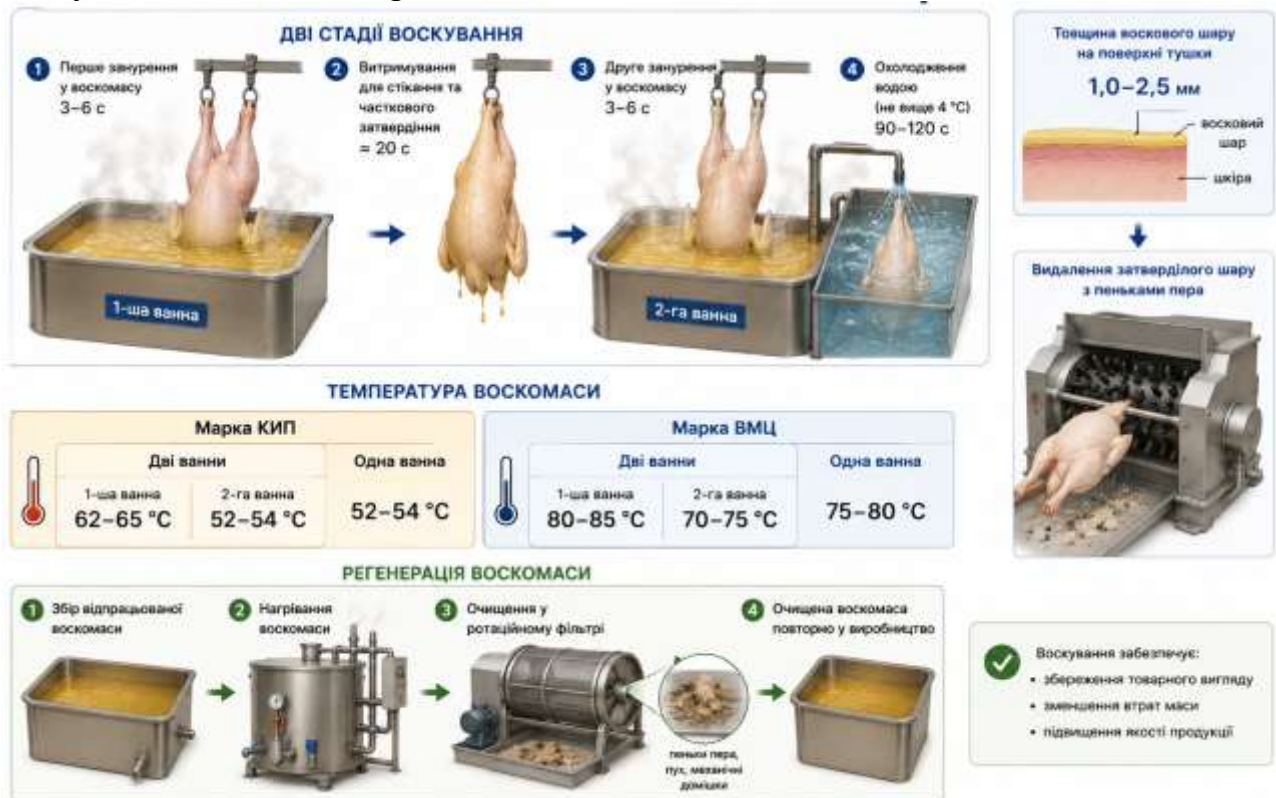 ДВІ СТАДІЇ ВОСКУВАННЯ
1 Перше занурення
у воскомасу
3–6 с
2 Витримування
для стікання та
часткового
затвердіння
≈ 20 с
3 Друге занурення
у воскомасу
3–6 с
4 Охолодження
водою
(не вище 4 °C)
90–120 с
1-ша ванна
2-га ванна
Товщина воскового шару
на поверхні тушки
1,0–2,5 мм
восковий
шар
шкіра
Видалення затверділого шару
з пеньками пера
ТЕМПЕРАТУРА ВОСКОМАСИ
Марка КИП
Дві ванни
Одна ванна
1-ша ванна
62–65 °C
2-га ванна
52–54 °C
52–54 °C
Марка ВМЦ
Дві ванни
Одна ванна
1-ша ванна
80–85 °C
2-га ванна
70–75 °C
75–80 °C
РЕГЕНЕРАЦІЯ ВОСКОМАСИ
1 Збір відпрацьованої
воскомаси
2 Нагрівання
воскомаси
3 Очищення у
ротаційному фільтрі
4 Очищена воскомаса
повторно у виробництво
пеньки пера,
пух, механічні
домішки
Воскування забезпечує:
• збереження товарного вигляду
• зменшення втрат маси
• підвищення якості продукції